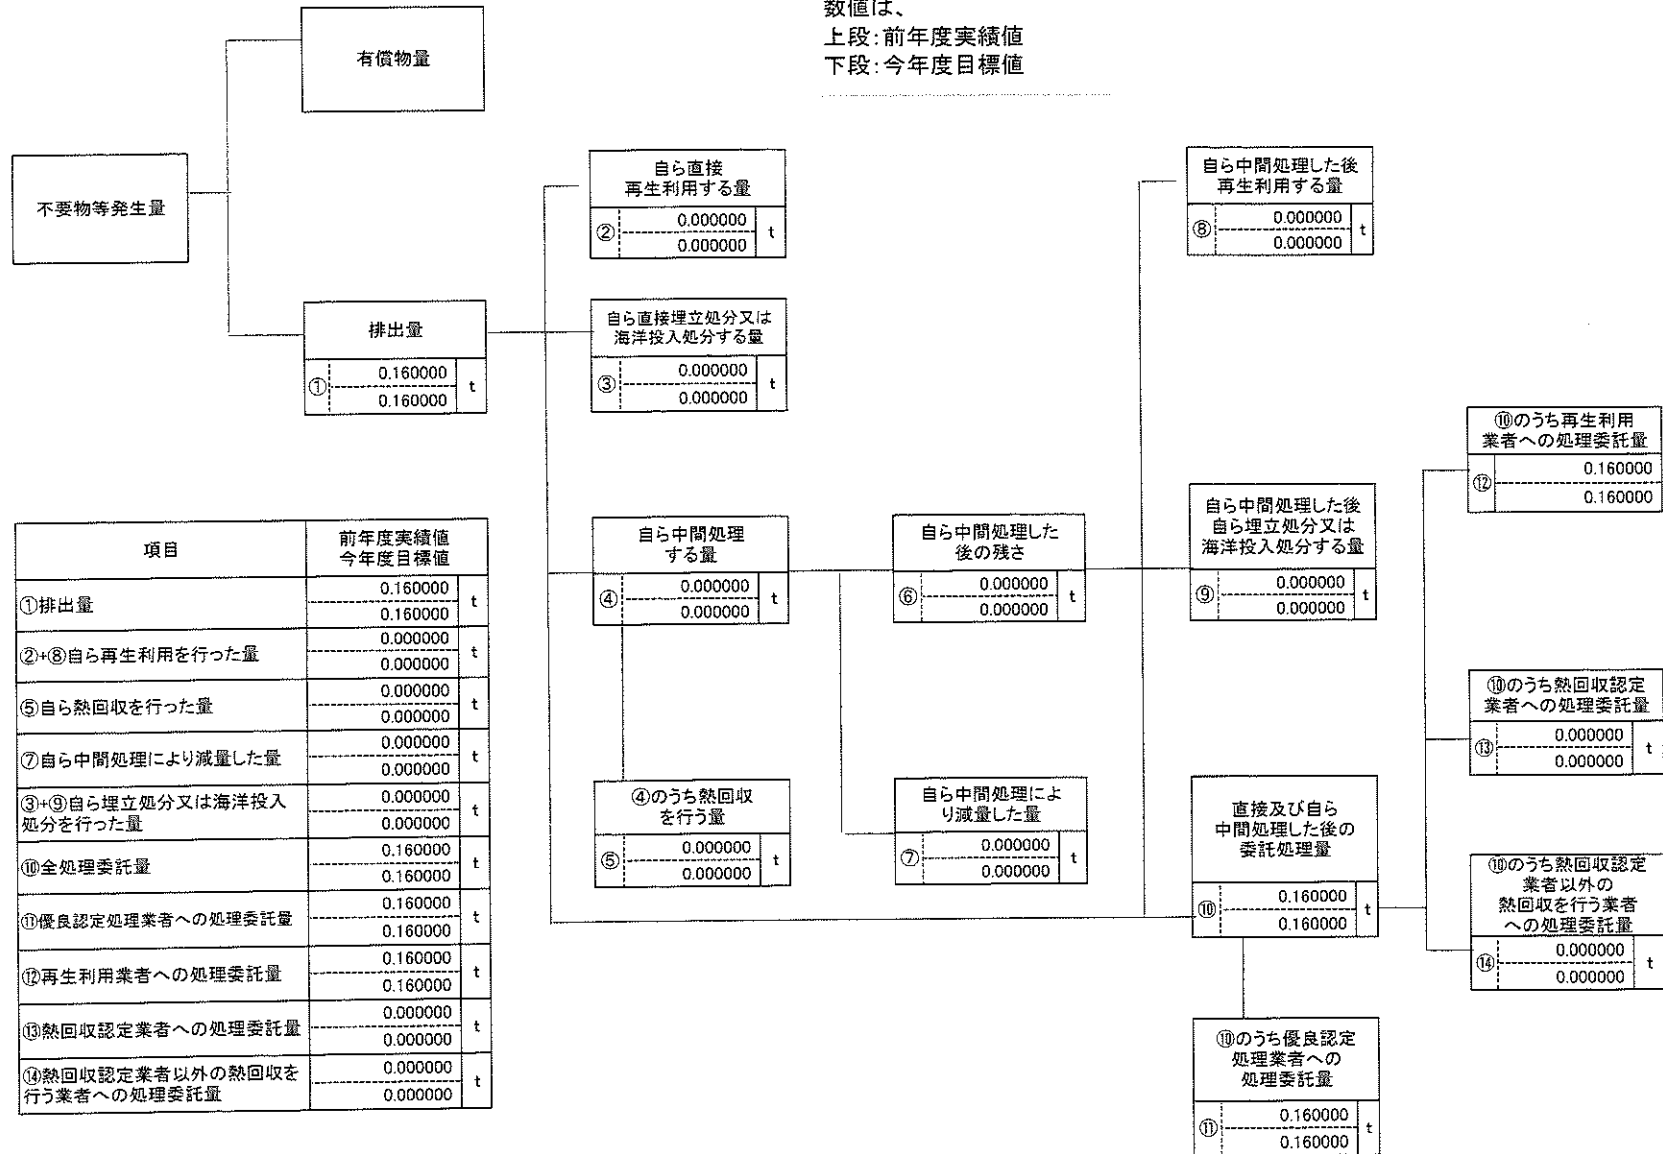 数値は、
上段:前年度実績値
下段:今年度目標値
有償物量
不要物等発生量
排出量
① 0.160000 t
0.160000
自ら直接
再生利用する量
② 0.000000 t
0.000000
自ら直接埋立処分又は
海洋投入処分する量
③ 0.000000 t
0.000000
自ら中間処理
する量
④ 0.000000 t
0.000000
④のうち熱回収
を行う量
⑤ 0.000000 t
0.000000
自ら中間処理した
後の残さ
⑥ 0.000000 t
0.000000
自ら中間処理によ
り減量した量
⑦ 0.000000 t
0.000000
自ら中間処理した後
再生利用する量
⑧ 0.000000 t
0.000000
自ら中間処理した後
自ら埋立処分又は
海洋投入処分する量
⑨ 0.000000 t
0.000000
直接及び自ら
中間処理した後の
委託処理量
⑩ 0.160000 t
0.160000
⑩のうち優良認定
処理業者への
処理委託量
⑪ 0.160000 t
0.160000
⑩のうち再生利用
業者への処理委託量
⑫ 0.160000
0.160000
⑩のうち熱回収認定
業者への処理委託量
⑬ 0.000000 t
0.000000
⑩のうち熱回収認定
業者以外の
熱回収を行う業者
への処理委託量
⑭ 0.000000 t
0.000000
項目 前年度実績値
今年度目標値
①排出量 0.160000 t
0.160000
②+⑧自ら再生利用を行った量 0.000000 t
0.000000
⑤自ら熱回収を行った量 0.000000 t
0.000000
⑦自ら中間処理により減量した量 0.000000 t
0.000000
③+⑨自ら埋立処分又は海洋投入 0.000000 t
処分を行った量 0.000000
⑩全処理委託量 0.160000 t
0.160000
⑪優良認定処理業者への処理委託量 0.160000 t
0.160000
⑫再生利用業者への処理委託量 0.160000 t
0.160000
⑬熱回収認定業者への処理委託量 0.000000 t
0.000000
⑭熱回収認定業者以外の熱回収を 0.000000 t
行う業者への処理委託量 0.000000